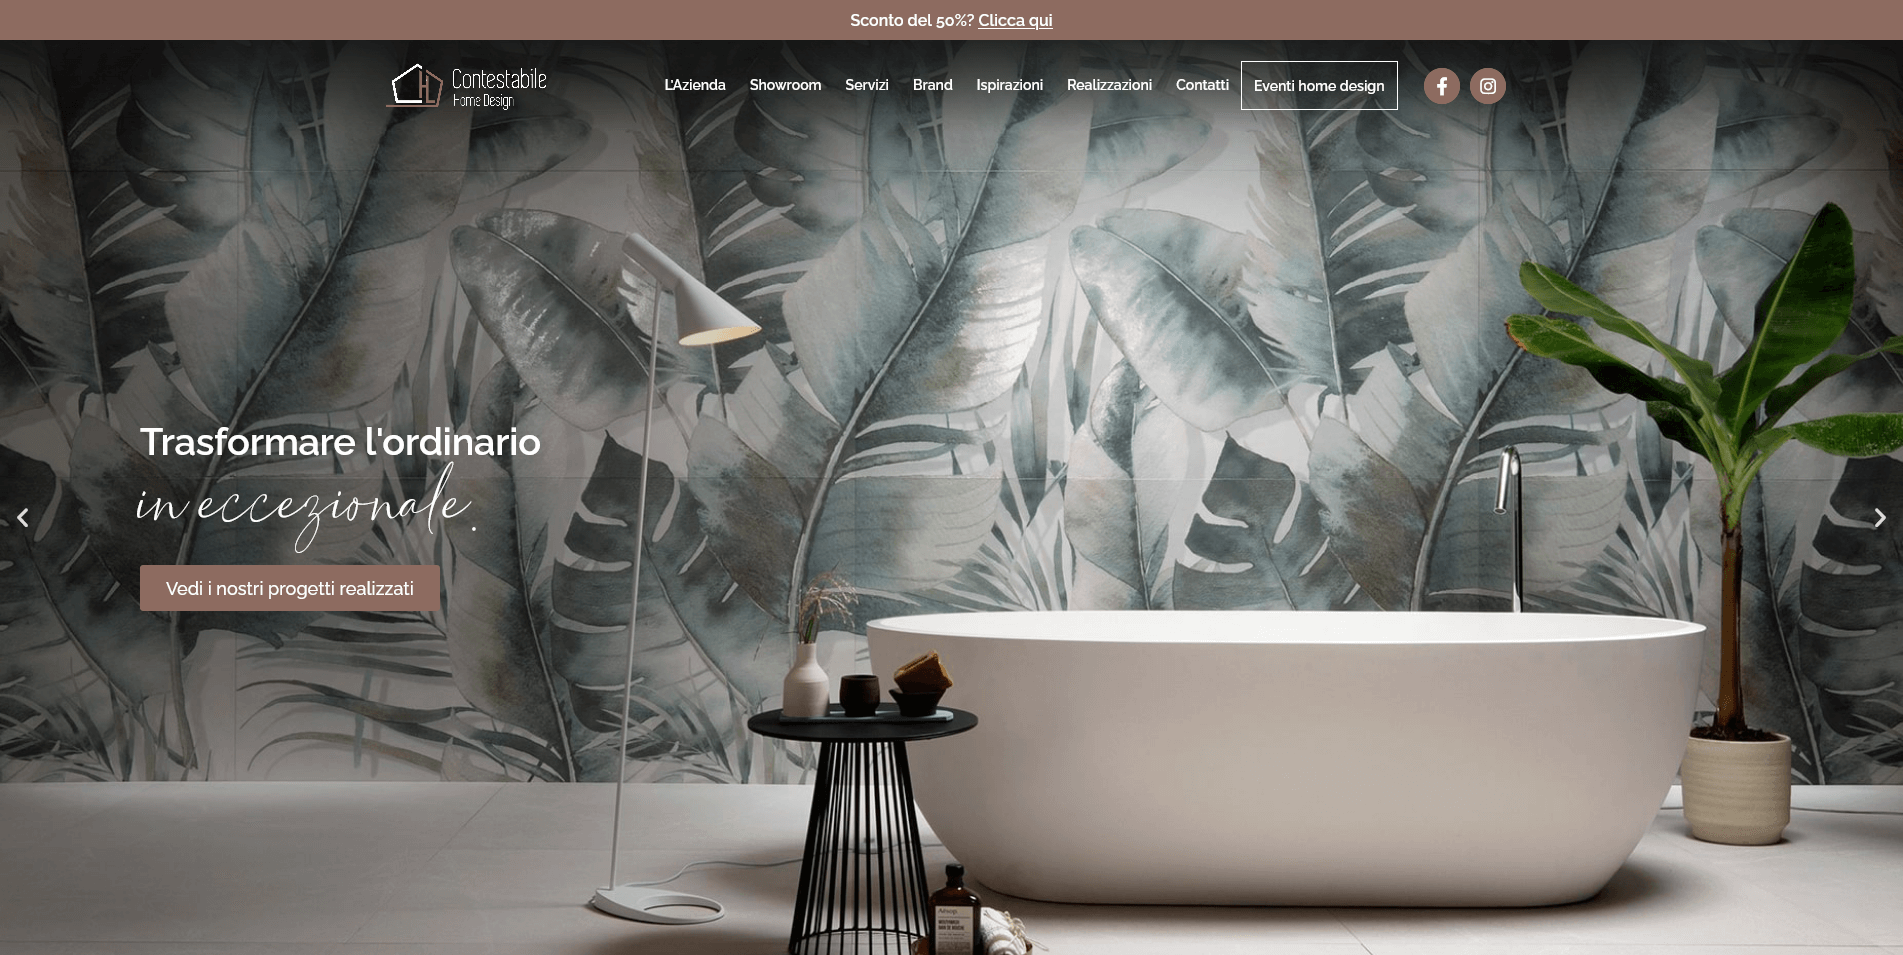 Sconto del 50%? Clicca qui
Contestabile
Home Design
L'Azienda
Showroom
Servizi
Brand
Ispirazioni
Realizzazioni
Contatti
Eventi home design
Trasformare l'ordinario
in eccezionale.
Vedi i nostri progetti realizzati
Aesop.